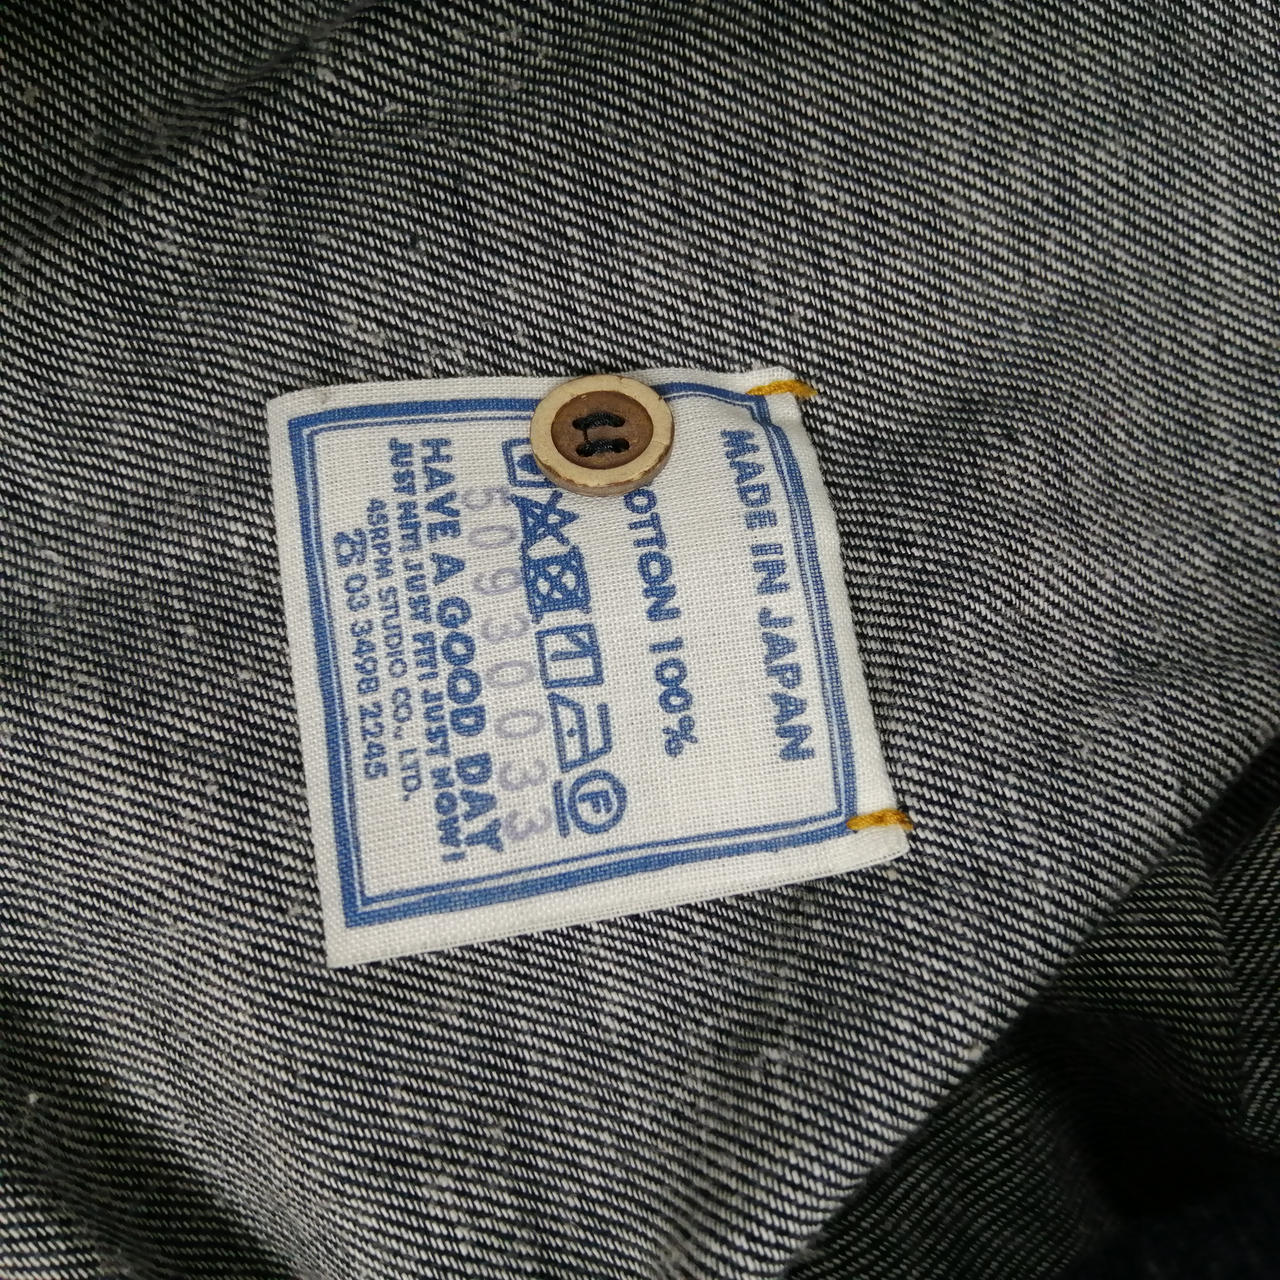 MADE IN JAPAN
OTTON 100%
F
50930033
HAVE A GOOD DAY
JUST HIT! JUST FIT! JUST NOW!
45RPM STUDIO CO., LTD.
03 3498 2245